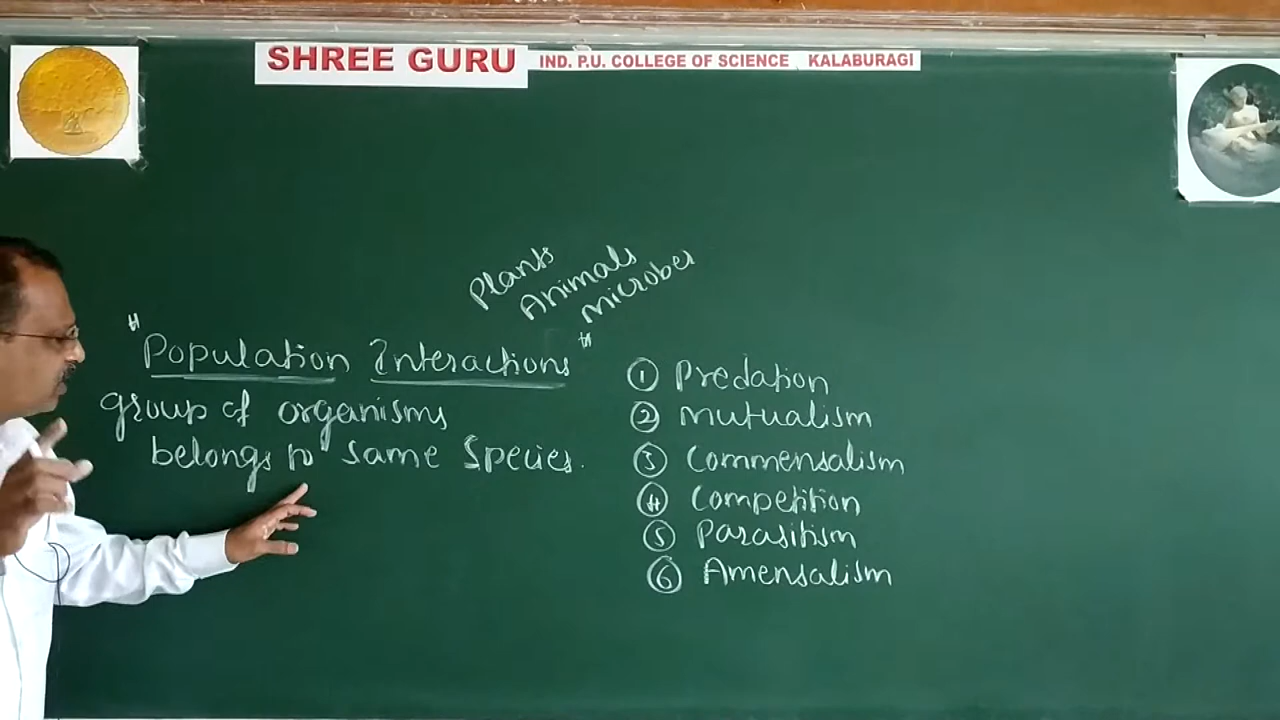 SHREE GURU IND. P.U. COLLEGE OF SCIENCE KALABURAGI
Plants
Animals
microbes
"Population Interactions"
group of organisms
belongs to same Species.
① Predation
② mutualism
③ Commensalism
④ Competition
⑤ Parasitism
⑥ Amensalism